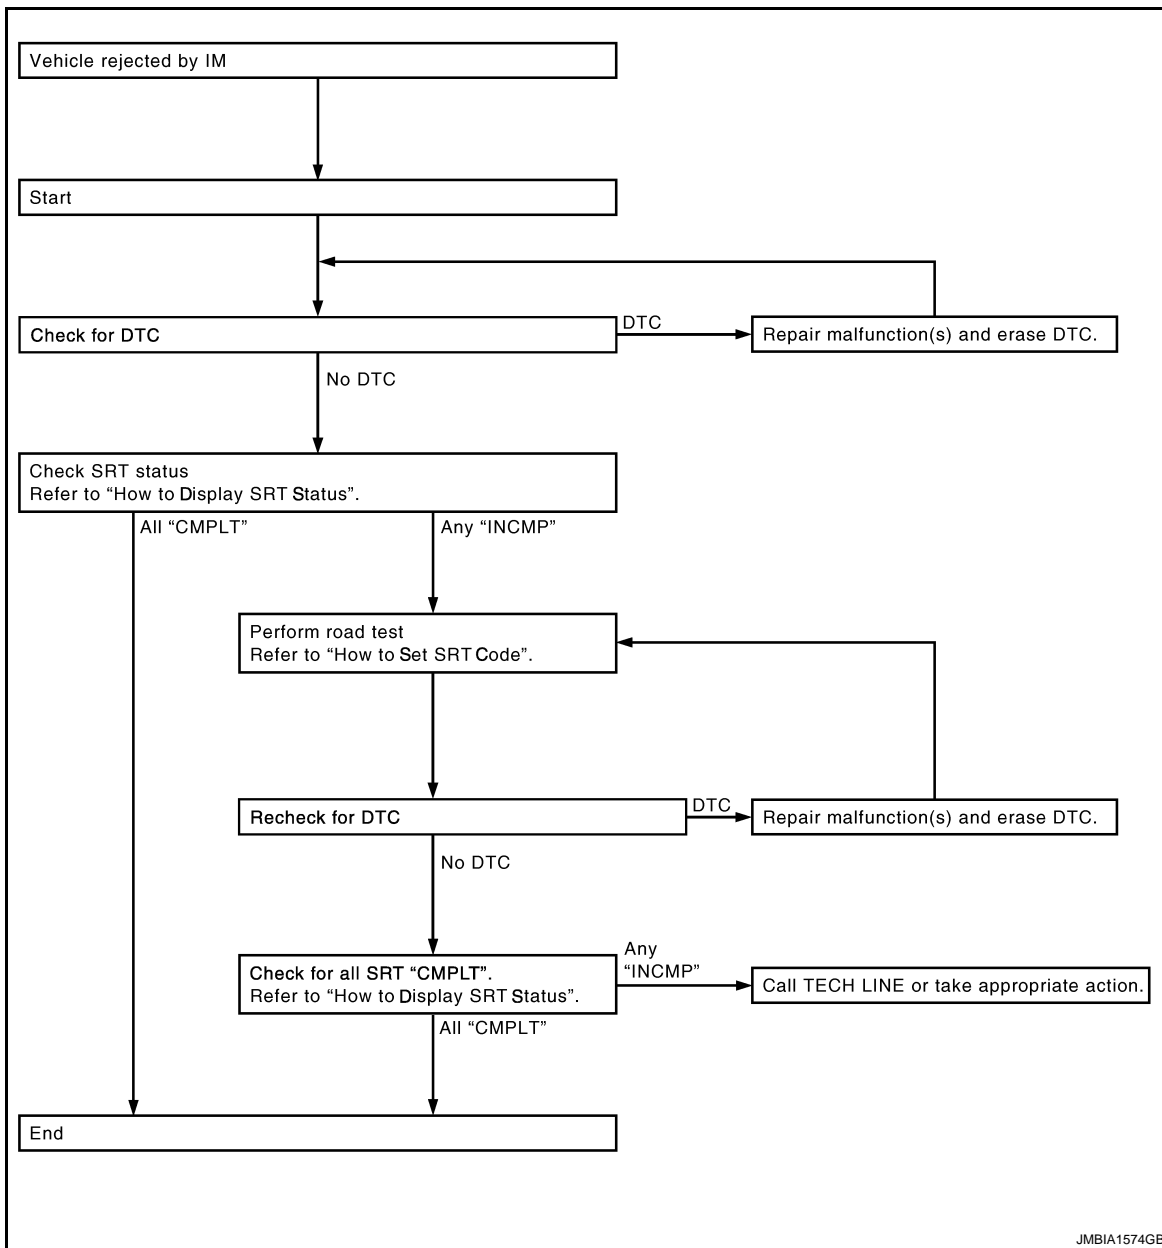 Vehicle rejected by IM
Start
Check for DTC
DTC
Repair malfunction(s) and erase DTC.
No DTC
Check SRT status
Refer to “How to Display SRT Status”.
All “CMPLT”
Any “INCMP”
Perform road test
Refer to “How to Set SRT Code”.
Recheck for DTC
DTC
Repair malfunction(s) and erase DTC.
No DTC
Check for all SRT “CMPLT”.
Refer to “How to Display SRT Status”.
Any
“INCMP”
Call TECH LINE or take appropriate action.
All “CMPLT”
End
JMBIA1574GB